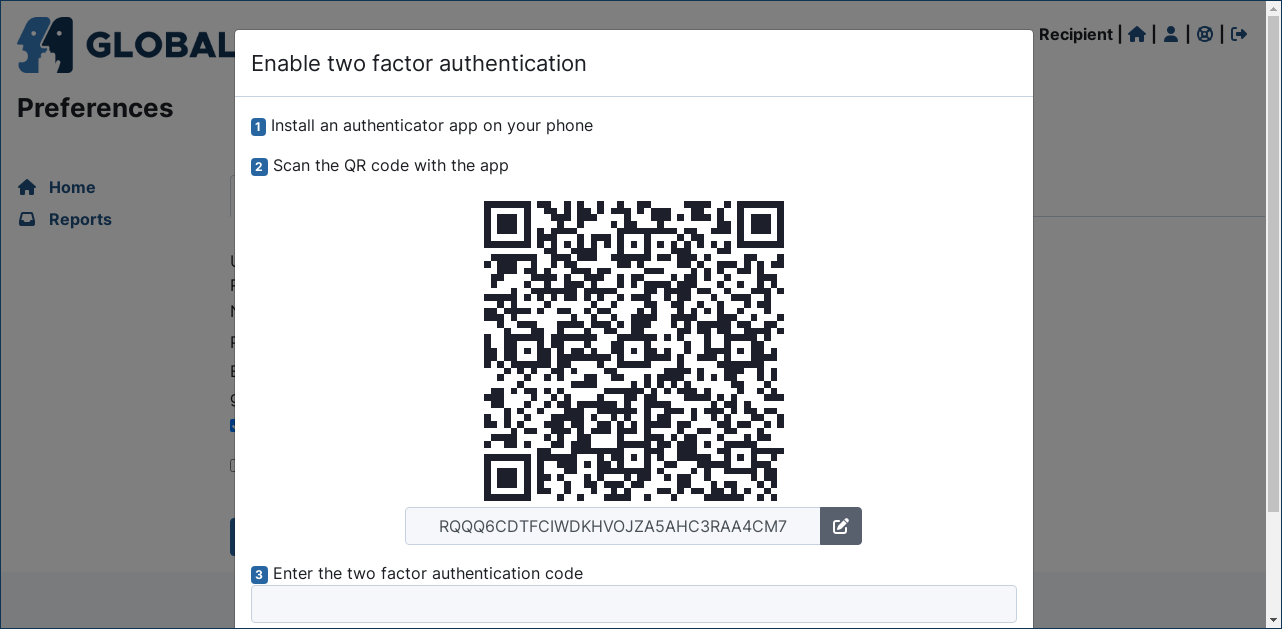 GLOBAL
Recipient | | | |
Preferences
Home
Reports
Enable two factor authentication
1 Install an authenticator app on your phone
2 Scan the QR code with the app
RQQQ6CDTFCIWDKHVOJZA5AHC3RAA4CM7
3 Enter the two factor authentication code